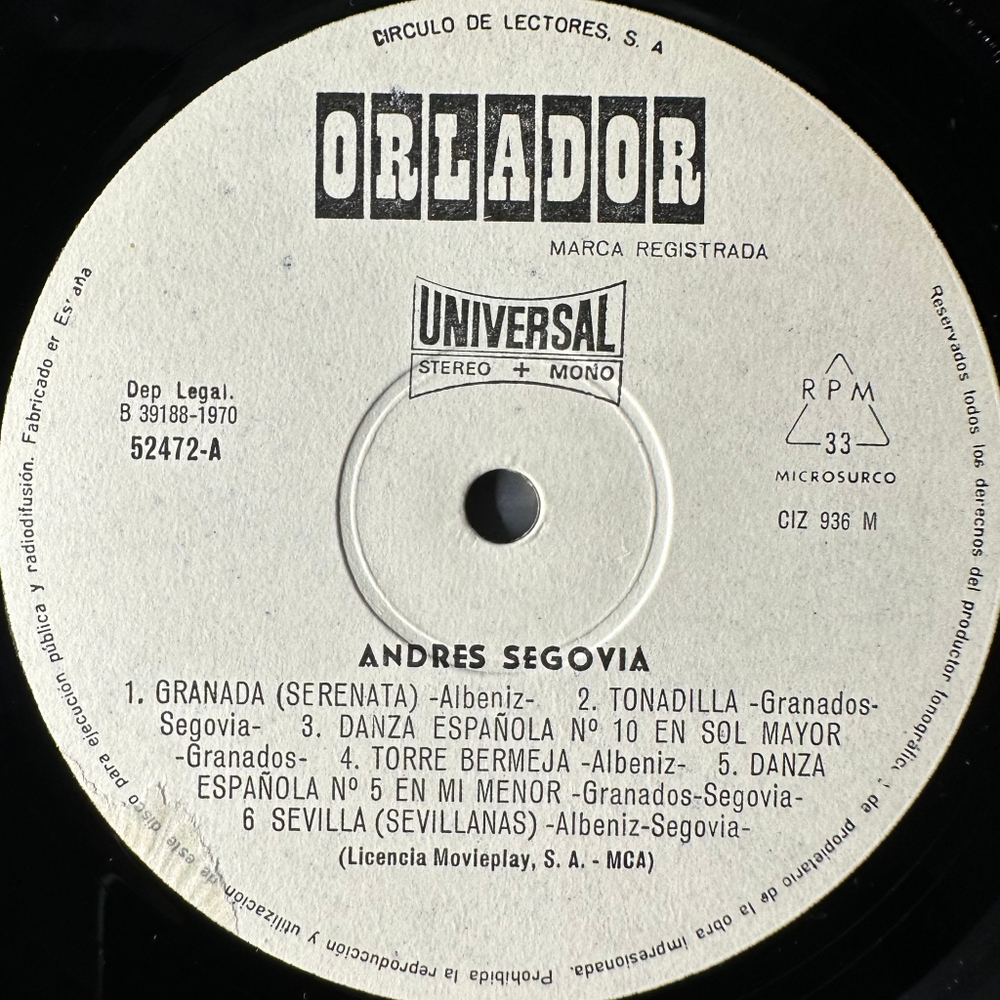 CIRCULO DE LECTORES, S. A
ORLADOR
MARCA REGISTRADA
UNIVERSAL
STEREO + MONO
Dep Legal.
B 39188-1970
52472-A
RPM
33
MICROSURCO
CIZ 936 M
ANDRES SEGOVIA
1. GRANADA (SERENATA) -Albeniz- 2. TONADILLA -Granados-
Segovia- 3. DANZA ESPAÑOLA Nº 10 EN SOL MAYOR
-Granados- 4. TORRE BERMEJA -Albeniz- 5. DANZA
ESPAÑOLA Nº 5 EN MI MENOR -Granados-Segovia-
6 SEVILLA (SEVILLANAS) -Albeniz-Segovia-
(Licencia Movieplay, S. A. - MCA)
Reservados todos los derechos del productor y de propietario de la obra impresionada. Prohibida la reproducción y utilización de este disco para ejecución pública y radiodifusión. Fabricado